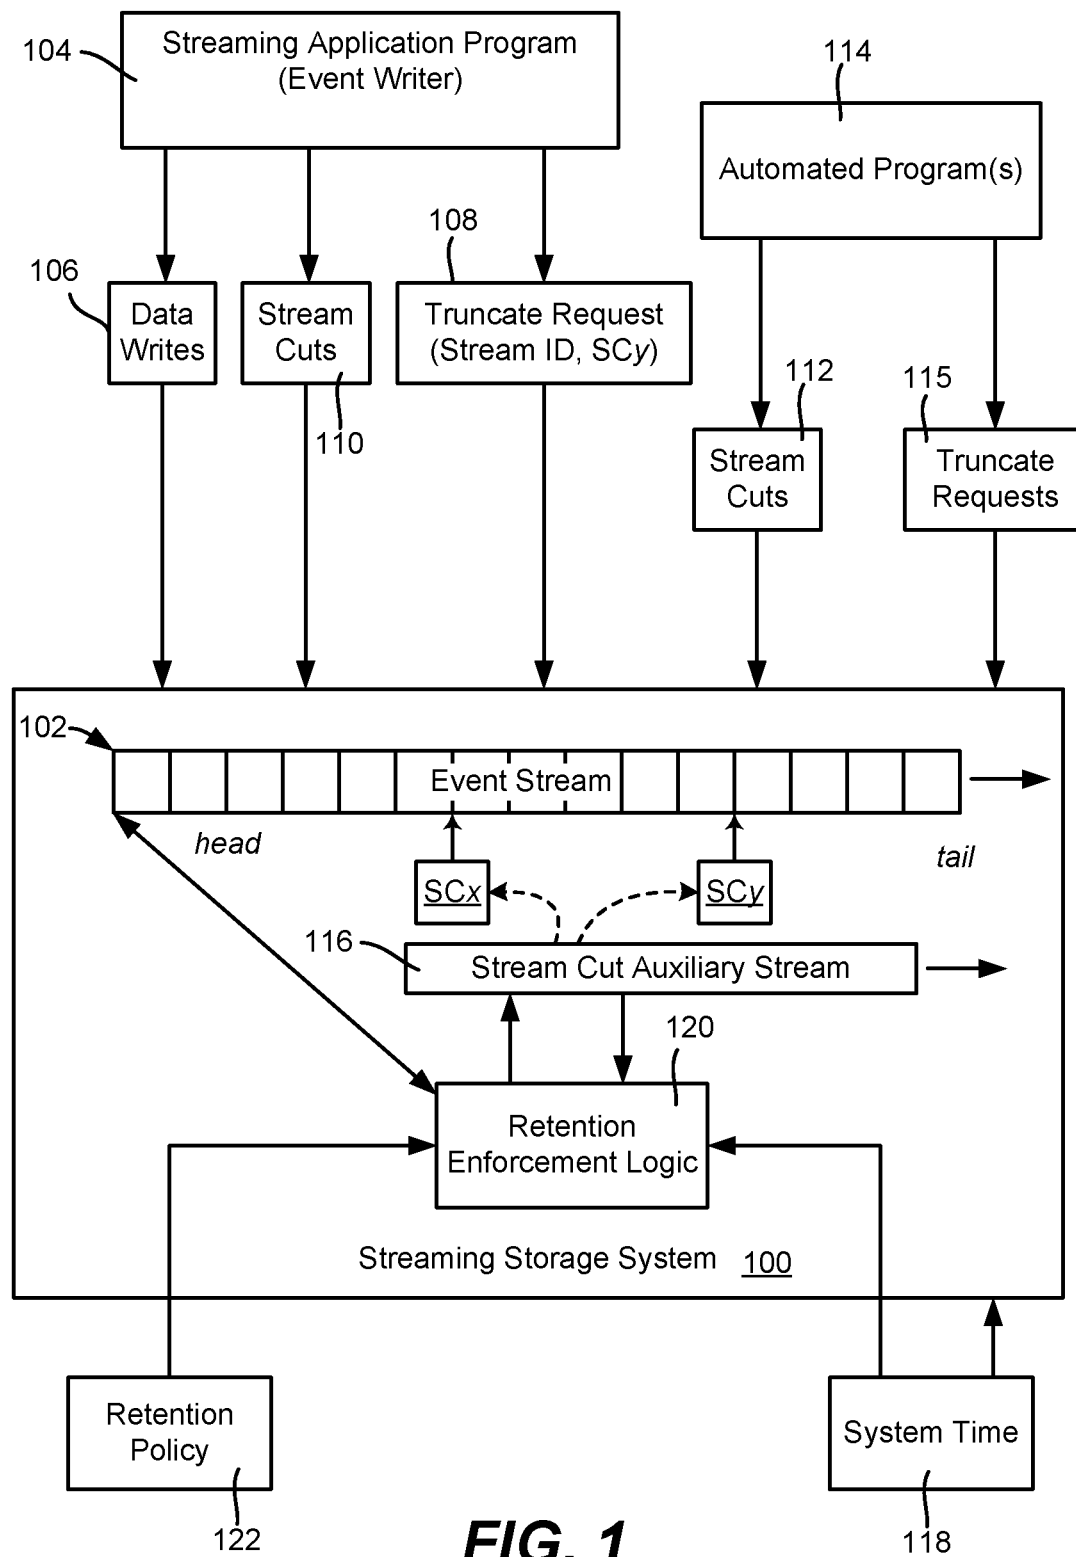 Streaming Application Program
(Event Writer)
104
114
Automated Program(s)
108
106
Data
Writes
Stream
Cuts
110
Truncate Request
(Stream ID, SCy)
112
115
Stream
Cuts
Truncate
Requests
102
Event Stream
head
tail
SCx
SCy
116
Stream Cut Auxiliary Stream
120
Retention
Enforcement Logic
Streaming Storage System 100
Retention
Policy
System Time
122
118
FIG. 1